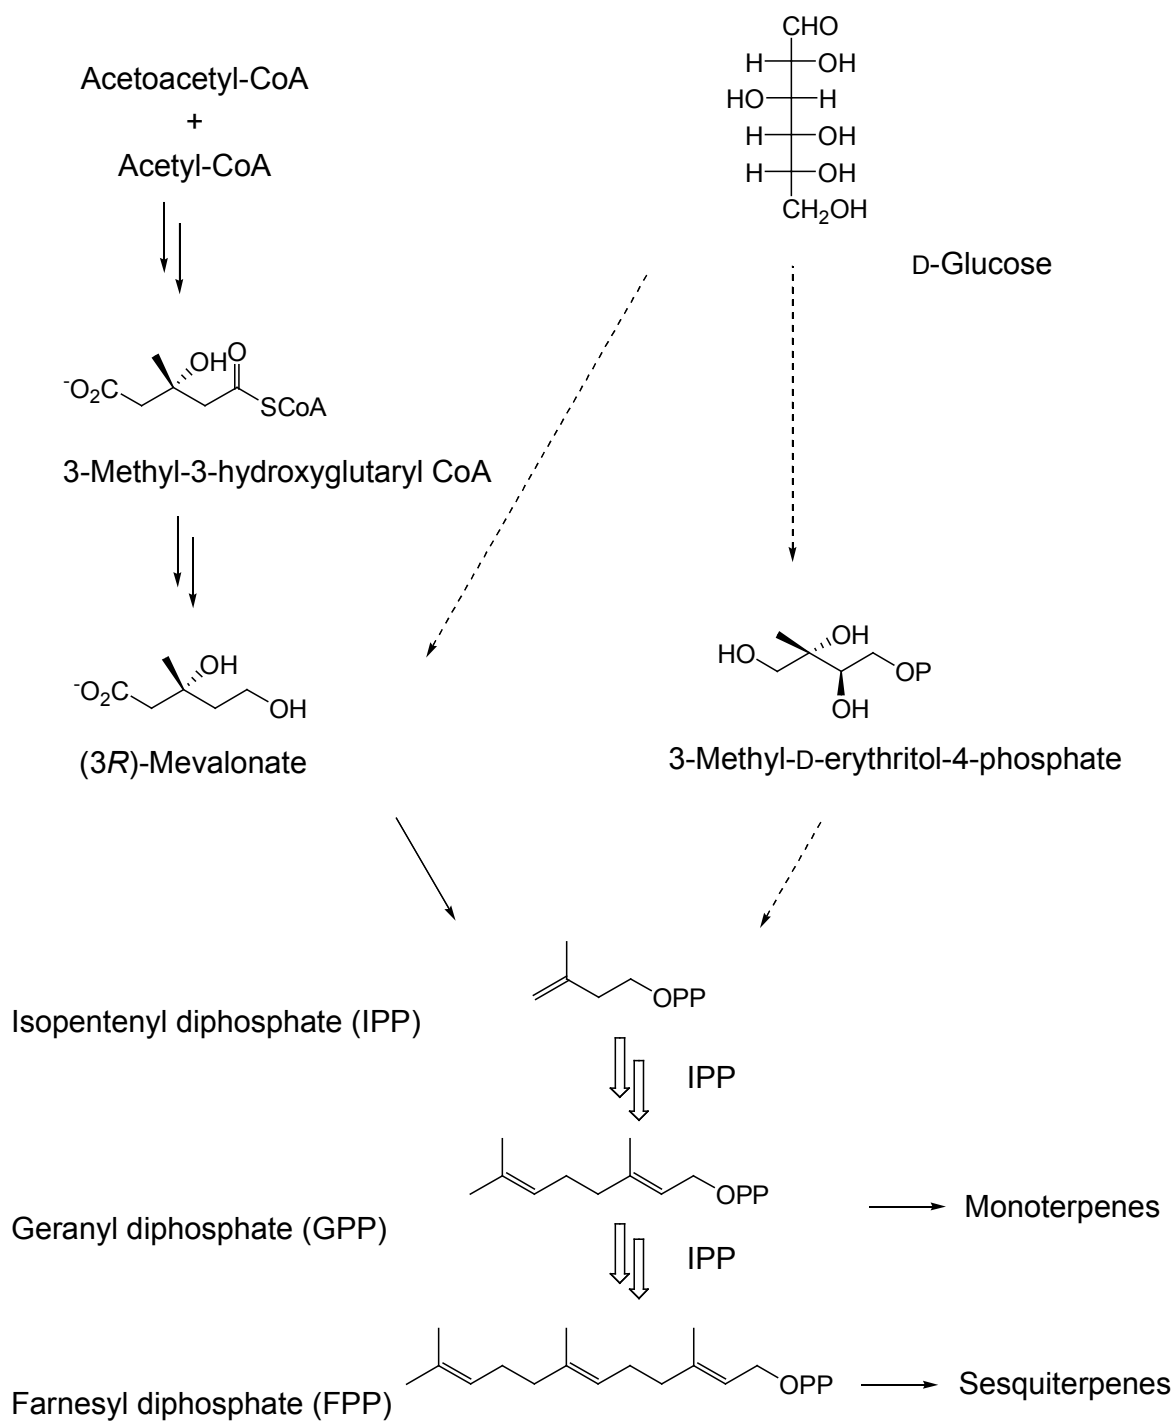 Acetoacetyl-CoA
+
Acetyl-CoA
CHO
H OH
HO H
H OH
H OH
CH2OH
D-Glucose
-O2C OH O SCoA
3-Methyl-3-hydroxyglutaryl CoA
-O2C OH OH
(3R)-Mevalonate
HO OH OP
OH
3-Methyl-D-erythritol-4-phosphate
OPP
Isopentenyl diphosphate (IPP)
IPP
OPP
Geranyl diphosphate (GPP)
Monoterpenes
IPP
OPP
Farnesyl diphosphate (FPP)
Sesquiterpenes